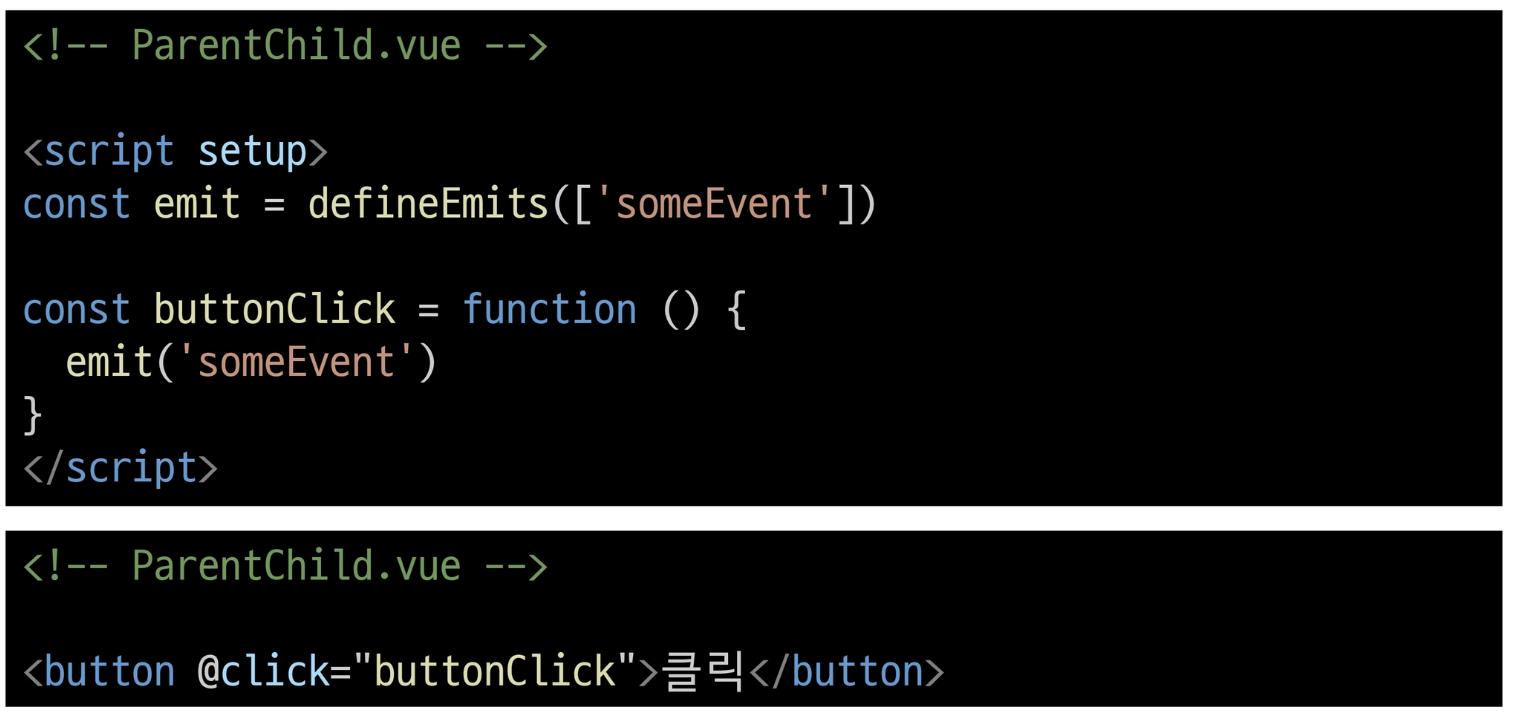 <!-- ParentChild.vue -->
<script setup>
const emit = defineEmits(['someEvent'])
const buttonClick = function () {
  emit('someEvent')
}
</script>
<!-- ParentChild.vue -->
<button @click="buttonClick">클릭</button>